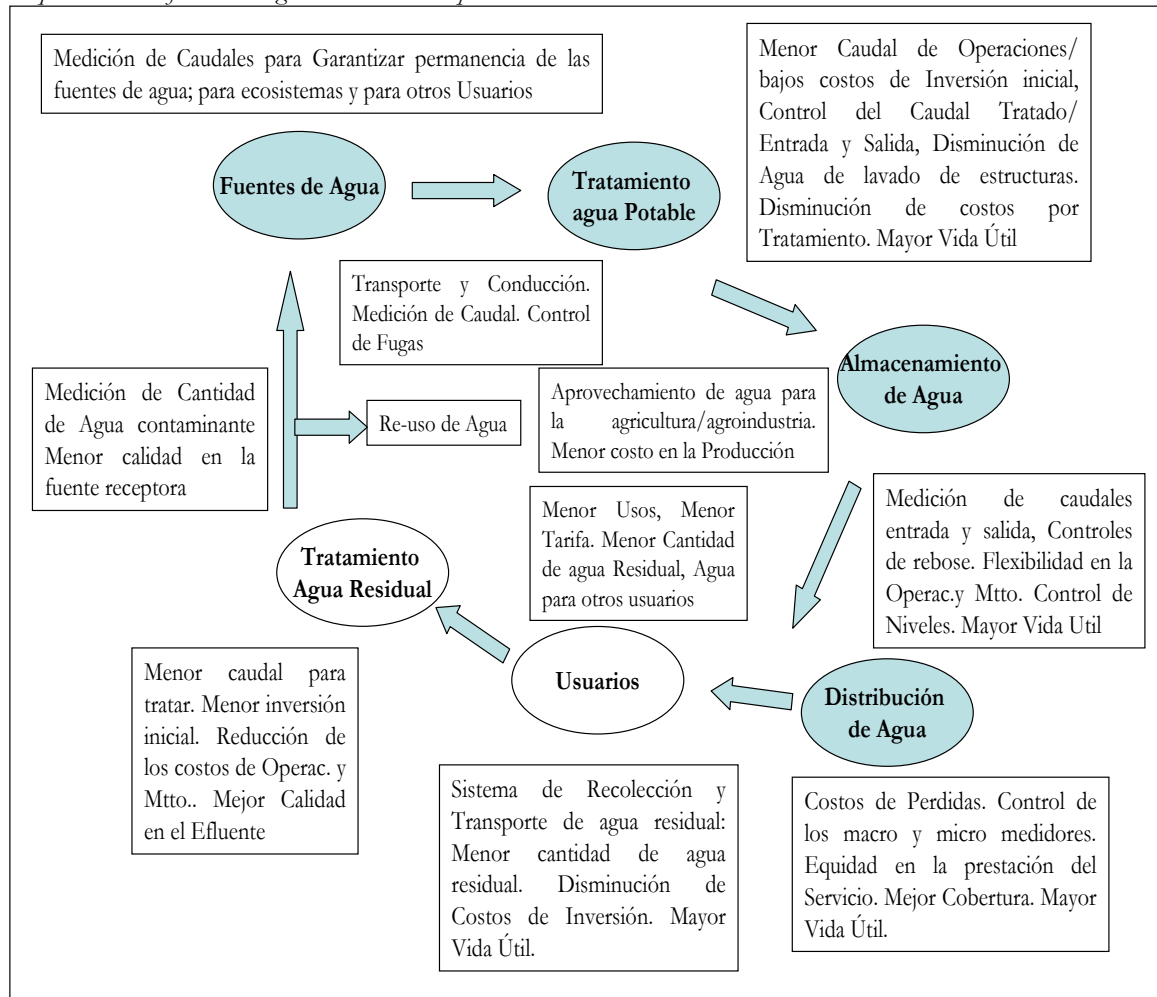 Medición de Caudales para Garantizar permanencia de las
fuentes de agua; para ecosistemas y para otros Usuarios
Menor Caudal de Operaciones/
bajos costos de Inversión inicial,
Control del Caudal Tratado/
Entrada y Salida, Disminución de
Agua de lavado de estructuras.
Disminución de costos por
Tratamiento. Mayor Vida Útil
Fuentes de Agua
Tratamiento
agua Potable
Transporte y Conducción.
Medición de Caudal. Control
de Fugas
Almacenamiento
de Agua
Medición de Cantidad
de Agua contaminante
Menor calidad en la
fuente receptora
Re-uso de Agua
Aprovechamiento de agua para
la agricultura/agroindustria.
Menor costo en la Producción
Medición de caudales
entrada y salida, Controles
de rebose. Flexibilidad en la
Operac.y Mtto. Control de
Niveles. Mayor Vida Util
Menor Usos, Menor
Tarifa. Menor Cantidad
de agua Residual, Agua
para otros usuarios
Tratamiento
Agua Residual
Usuarios
Distribución
de Agua
Menor caudal para
tratar. Menor inversión
inicial. Reducción de
los costos de Operac. y
Mtto.. Mejor Calidad
en el Efluente
Sistema de Recolección y
Transporte de agua residual:
Menor cantidad de agua
residual. Disminución de
Costos de Inversión. Mayor
Vida Útil.
Costos de Perdidas. Control de
los macro y micro medidores.
Equidad en la prestación del
Servicio. Mejor Cobertura. Mayor
Vida Útil.